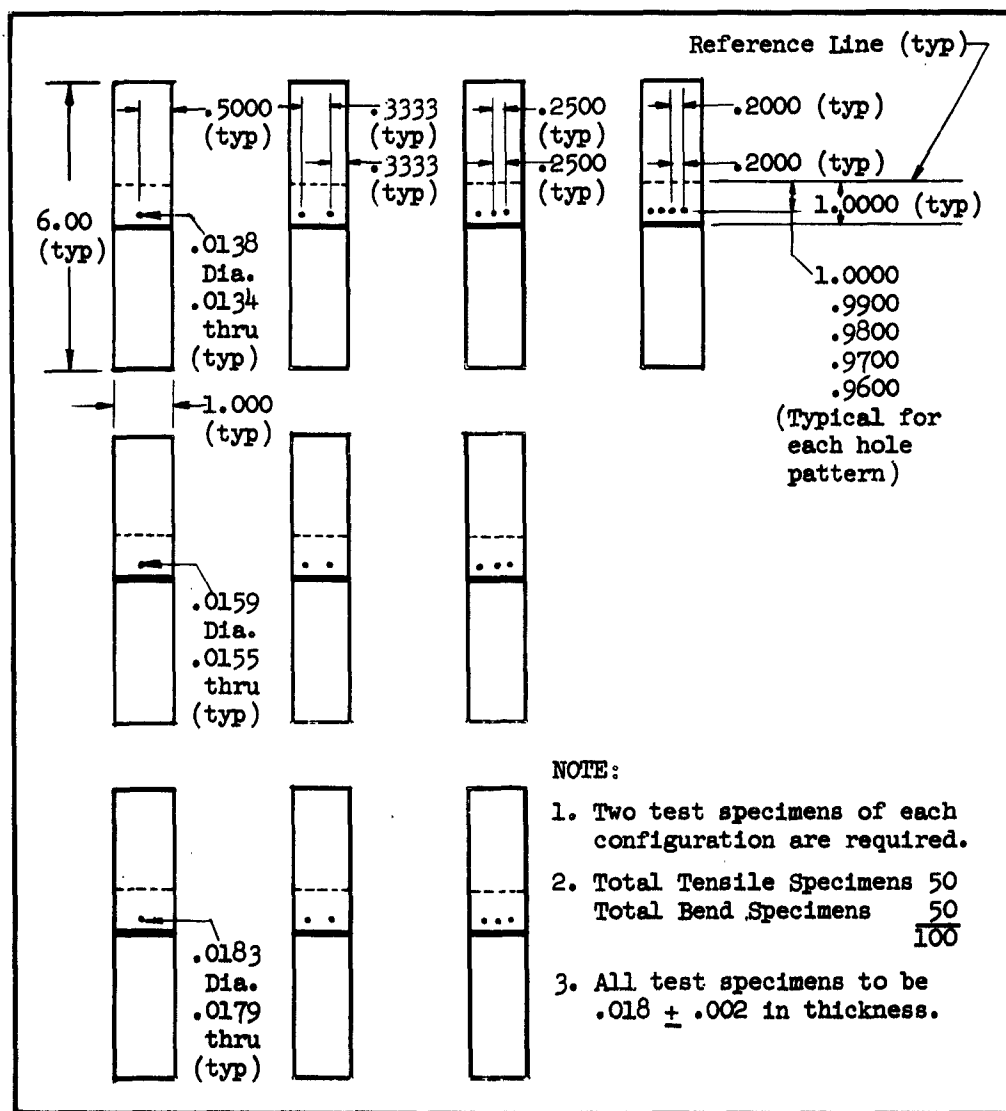 Reference Line (typ)
.5000
(typ)
.3333
(typ)
.3333
(typ)
.2500
(typ)
.2500
(typ)
.2000 (typ)
.2000 (typ)
1.0000 (typ)
6.00
(typ)
.0138
Dia.
.0134
thru
(typ)
1.0000
.9900
.9800
.9700
.9600
(Typical for
each hole
pattern)
1.000
(typ)
.0159
Dia.
.0155
thru
(typ)
NOTE:
1. Two test specimens of each
configuration are required.
2. Total Tensile Specimens 50
Total Bend Specimens 50
100
3. All test specimens to be
.018 ± .002 in thickness.
.0183
Dia.
.0179
thru
(typ)